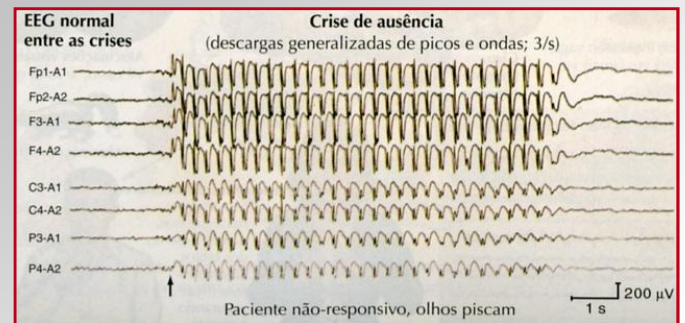 EEG normal
entre as crises
Crise de ausência
(descargas generalizadas de picos e ondas; 3/s)
Fp1-A1
Fp2-A2
F3-A1
F4-A2
C3-A1
C4-A2
P3-A1
P4-A2
Paciente não-responsivo, olhos piscam
200 µV
1 s